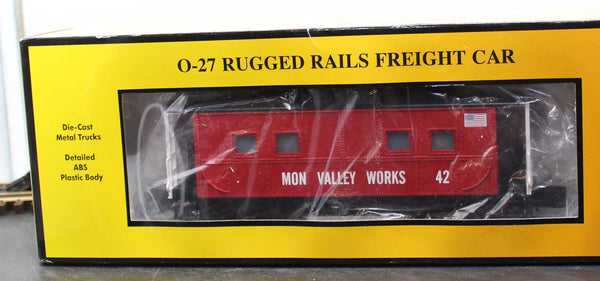 O-27 RUGGED RAILS FREIGHT CAR
Die-Cast
Metal Trucks
Detailed
ABS
Plastic Body
MON VALLEY WORKS 42